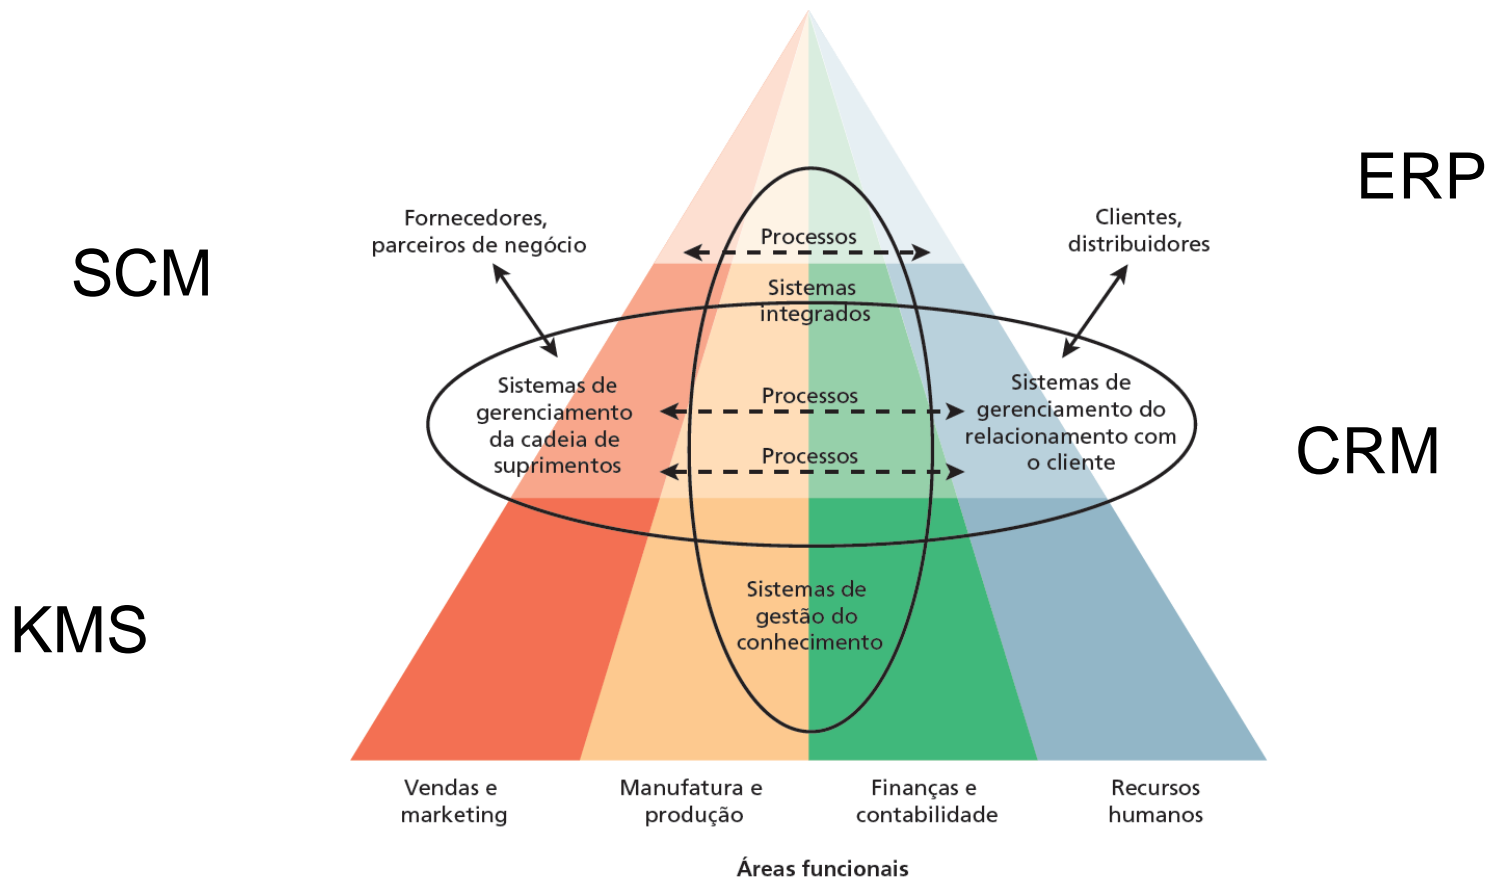 ERP
Fornecedores,
parceiros de negócio
Clientes,
distribuidores
SCM
Processos
Sistemas
integrados
Sistemas de
gerenciamento
da cadeia de
suprimentos
Processos
Processos
Sistemas de
gerenciamento do
relacionamento com
o cliente
CRM
KMS
Sistemas de
gestão do
conhecimento
Vendas e
marketing
Manufatura e
produção
Finanças e
contabilidade
Recursos
humanos
Áreas funcionais